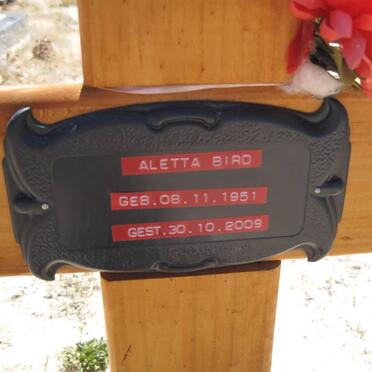 ALETTA BIRD
GEB.08.11.1951
GEST.30.10.2009